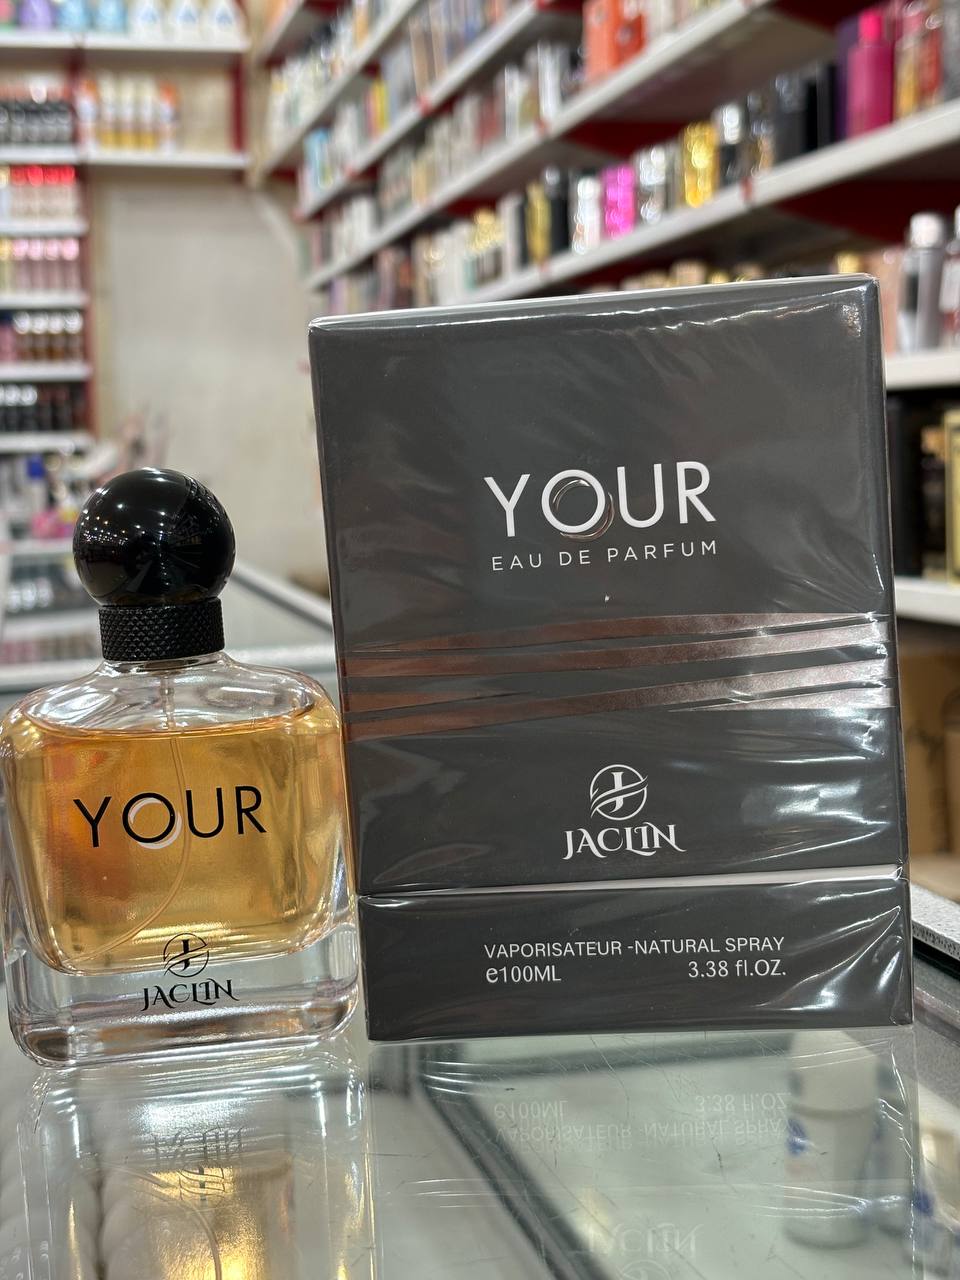 YOUR
EAU DE PARFUM
JACLIN
VAPORISATEUR -NATURAL SPRAY
e100ML 3.38 fl.OZ.
YOUR
JACLIN